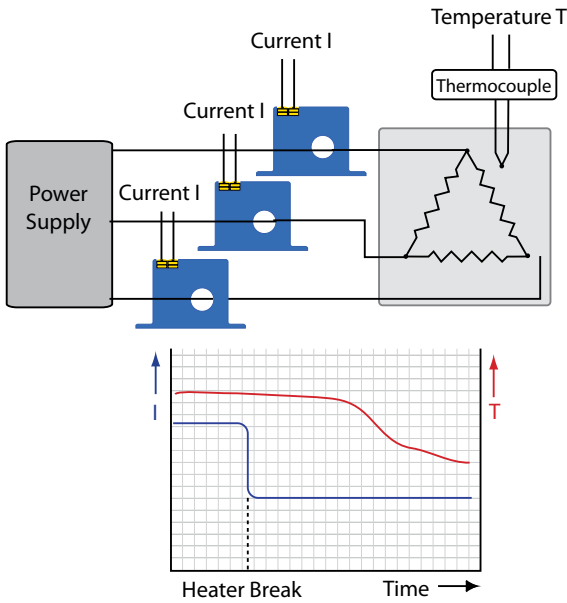 Temperature T
Current I
Thermocouple
Current I
Power
Supply
Current I
I
T
Heater Break
Time